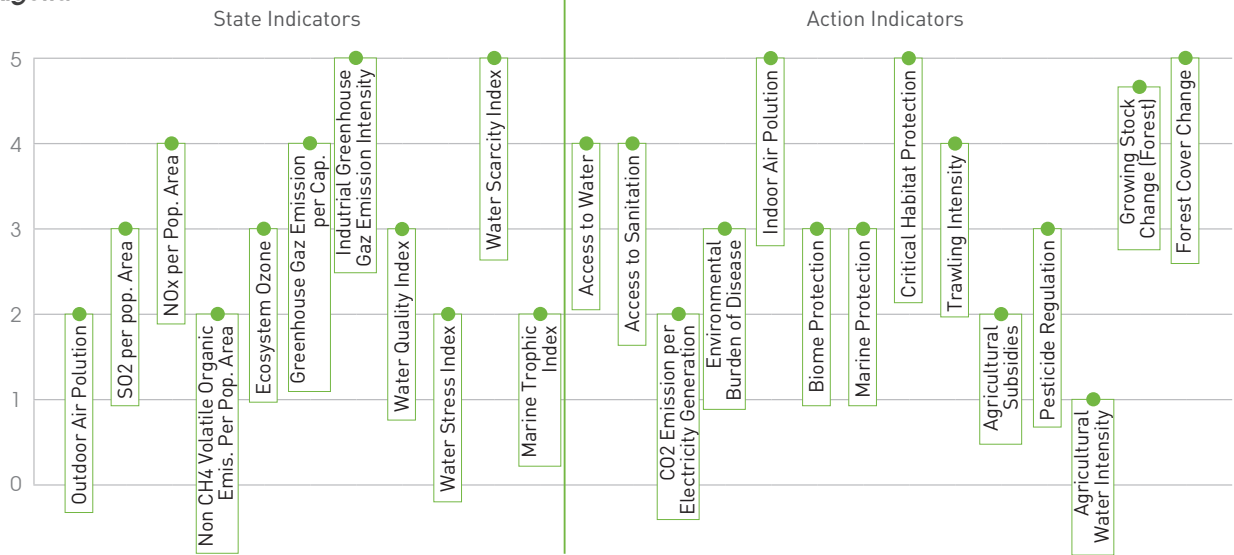 State Indicators
Action Indicators
5
4
3
2
1
0
Outdoor Air Polution
SO2 per pop. Area
NOx per Pop. Area
Non CH4 Volatile Organic
Emis. Per Pop. Area
Ecosystem Ozone
Greenhouse Gaz Emission
per Cap.
Indutrial Greenhouse
Gaz Emission Intensity
Water Quality Index
Water Stress Index
Water Scarcity Index
Marine Trophic
Index
Access to Water
Access to Sanitation
CO2 Emission per
Electricity Generation
Environmental
Burden of Disease
Indoor Air Polution
Biome Protection
Marine Protection
Critical Habitat Protection
Trawling Intensity
Agricultural
Subsidies
Pesticide Regulation
Agricultural
Water Intensity
Growing Stock
Change (Forest)
Forest Cover Change